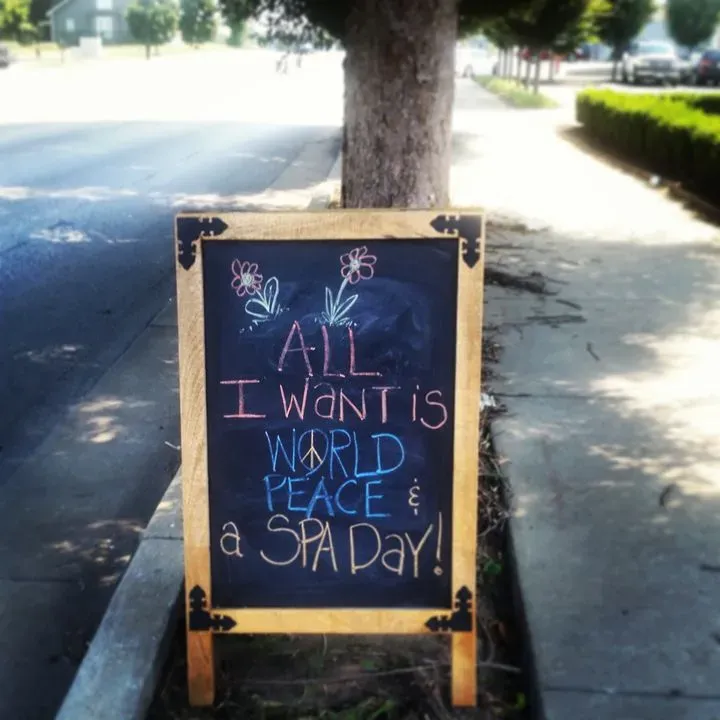 ALL
I WANT IS
WORLD
PEACE &
a SPA DAY!